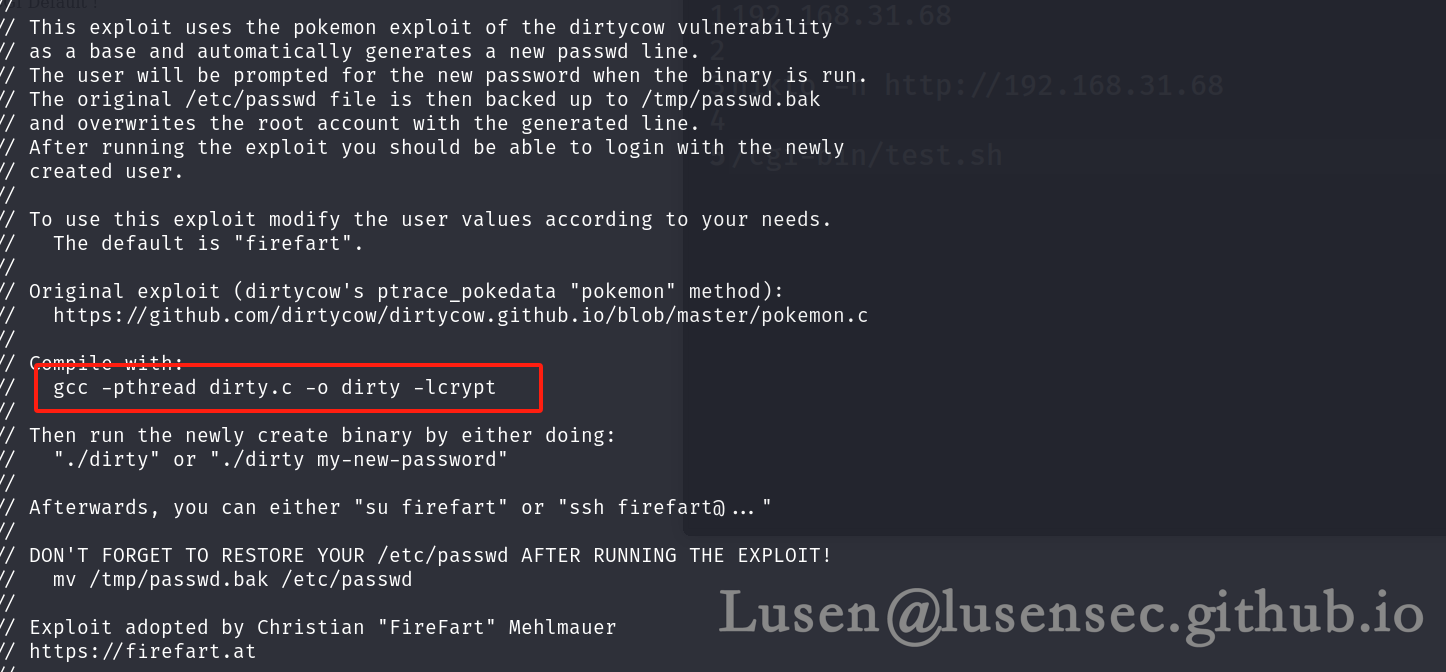 // This exploit uses the pokemon exploit of the dirtycow vulnerability
// as a base and automatically generates a new passwd line.
// The user will be prompted for the new password when the binary is run.
// The original /etc/passwd file is then backed up to /tmp/passwd.bak
// and overwrites the root account with the generated line.
// After running the exploit you should be able to login with the newly
// created user.
//
// To use this exploit modify the user values according to your needs.
//   The default is "firefart".
//
// Original exploit (dirtycow's ptrace_pokedata "pokemon" method):
//   https://github.com/dirtycow/dirtycow.github.io/blob/master/pokemon.c
//
// Compile with:
//   gcc -pthread dirty.c -o dirty -lcrypt
//
// Then run the newly create binary by either doing:
//   "./dirty" or "./dirty my-new-password"
//
// Afterwards, you can either "su firefart" or "ssh firefart@..."
//
// DON'T FORGET TO RESTORE YOUR /etc/passwd AFTER RUNNING THE EXPLOIT!
//   mv /tmp/passwd.bak /etc/passwd
//
// Exploit adopted by Christian "FireFart" Mehlmauer
// https://firefart.at
//
1 192.168.31.68
2
http://192.168.31.68
4
/cgi-bin/test.sh
Lusen@lusensec.github.io